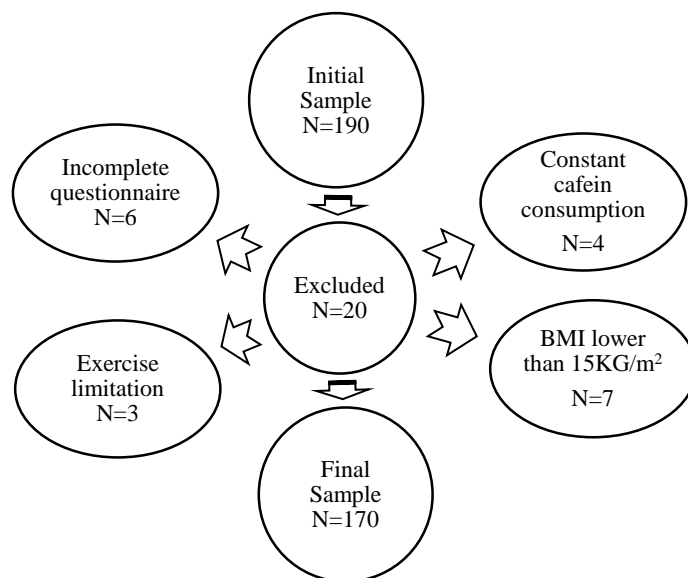 Initial
Sample
N=190
Incomplete
questionnaire
N=6
Constant
cafein
consumption
N=4
Excluded
N=20
Exercise
limitation
N=3
BMI lower
than 15KG/m²
N=7
Final
Sample
N=170